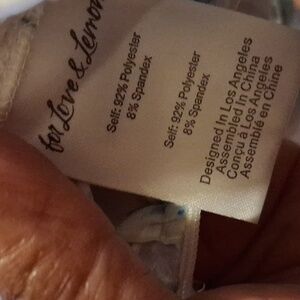 for Love & Lemon
Self: 92% Polyester
8% Spandex
Self: 92% Polyester
8% Spandex
Designed In Los Angeles
Assembled In China
Conçu à Los Angeles
Assemblé en Chine